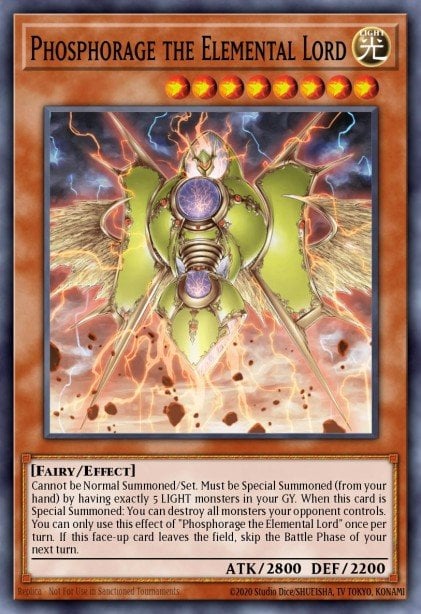 Phosphorage the Elemental Lord
LIGHT
光
[Fairy/Effect]
Cannot be Normal Summoned/Set. Must be Special Summoned (from your
hand) by having exactly 5 LIGHT monsters in your GY. When this card is
Special Summoned: You can destroy all monsters your opponent controls.
You can only use this effect of "Phosphorage the Elemental Lord" once per
turn. If this face-up card leaves the field, skip the Battle Phase of your
next turn.
ATK/2800 DEF/2200
Replica - Not For Use in Sanctioned Tournaments
©2020 Studio Dice/SHUEISHA, TV TOKYO, KONAMI